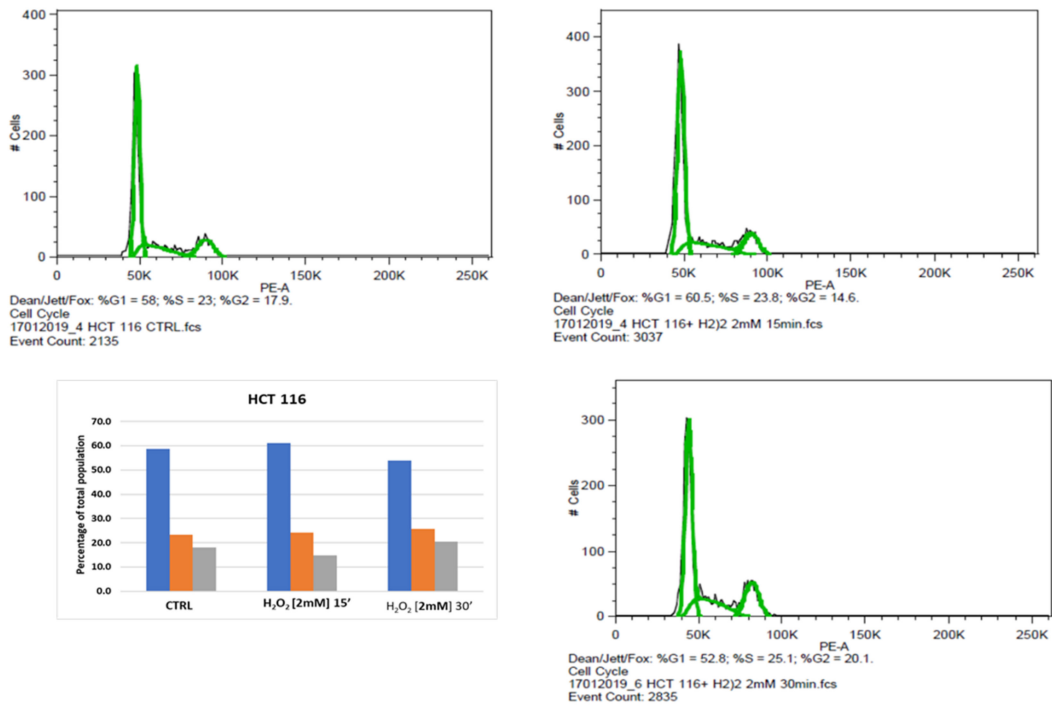 400
300
200
100
0
# Cells
0 50K 100K 150K 200K 250K
PE-A
Dean/Jett/Fox: %G1 = 58; %S = 23; %G2 = 17.9.
Cell Cycle
17012019_4 HCT 116 CTRL.fcs
Event Count: 2135
400
300
200
100
0
# Cells
0 50K 100K 150K 200K 250K
PE-A
Dean/Jett/Fox: %G1 = 60.5; %S = 23.8; %G2 = 14.6.
Cell Cycle
17012019_4 HCT 116+ H2)2 2mM 15min.fcs
Event Count: 3037
HCT 116
Percentage of total population
70.0
60.0
50.0
40.0
30.0
20.0
10.0
0.0
CTRL H₂O₂ [2mM] 15’ H₂O₂ [2mM] 30’
300
200
100
0
# Cells
0 50K 100K 150K 200K 250K
PE-A
Dean/Jett/Fox: %G1 = 52.8; %S = 25.1; %G2 = 20.1.
Cell Cycle
17012019_6 HCT 116+ H2)2 2mM 30min.fcs
Event Count: 2835